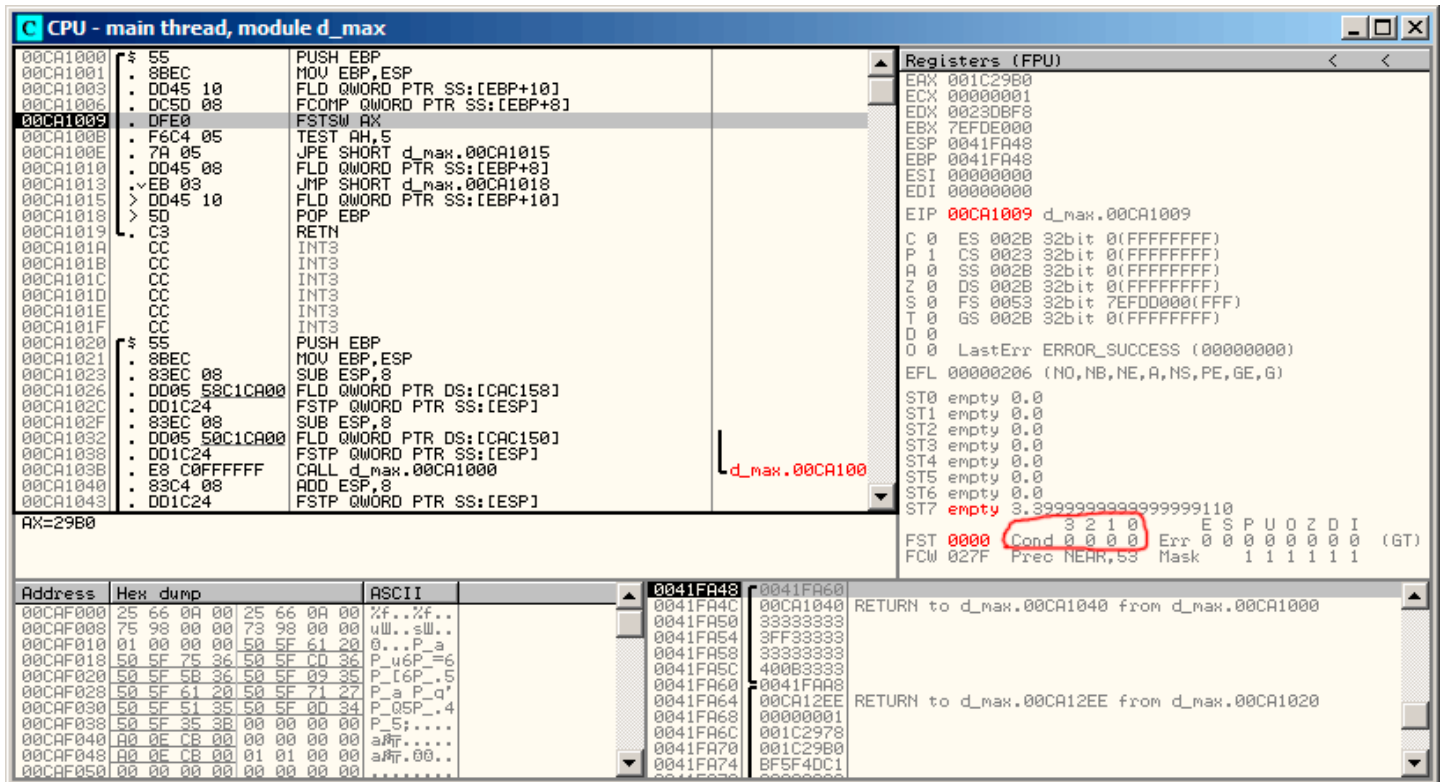 CPU - main thread, module d_max
00CA1000 $ 55 PUSH EBP
00CA1001 . 8BEC MOV EBP,ESP
00CA1003 . DD45 10 FLD QWORD PTR SS:[EBP+10]
00CA1006 . DC5D 08 FCOMP QWORD PTR SS:[EBP+8]
00CA1009 . DFE0 FSTSW AX
00CA100B . F6C4 05 TEST AH,5
00CA100E . 7A 05 JPE SHORT d_max.00CA1015
00CA1010 . DD45 08 FLD QWORD PTR SS:[EBP+8]
00CA1013 .vEB 03 JMP SHORT d_max.00CA1018
00CA1015 > DD45 10 FLD QWORD PTR SS:[EBP+10]
00CA1018 > 5D POP EBP
00CA1019 . C3 RETN
00CA101A CC INT3
00CA101B CC INT3
00CA101C CC INT3
00CA101D CC INT3
00CA101E CC INT3
00CA101F CC INT3
00CA1020 $ 55 PUSH EBP
00CA1021 . 8BEC MOV EBP,ESP
00CA1023 . 83EC 08 SUB ESP,8
00CA1026 . DD05 58C1CA00 FLD QWORD PTR DS:[CAC158]
00CA102C . DD1C24 FSTP QWORD PTR SS:[ESP]
00CA102F . 83EC 08 SUB ESP,8
00CA1032 . DD05 50C1CA00 FLD QWORD PTR DS:[CAC150]
00CA1038 . DD1C24 FSTP QWORD PTR SS:[ESP]
00CA103B . E8 C0FFFFFF CALL d_max.00CA1000 d_max.00CA100
00CA1040 . 83C4 08 ADD ESP,8
00CA1043 . DD1C24 FSTP QWORD PTR SS:[ESP]
AX=29B0
Registers (FPU) < <
EAX 001C29B0
ECX 00000001
EDX 0023DBF8
EBX 7EFDE000
ESP 0041FA48
EBP 0041FA48
ESI 00000000
EDI 00000000
EIP 00CA1009 d_max.00CA1009
C 0 ES 002B 32bit 0(FFFFFFFF)
P 1 CS 0023 32bit 0(FFFFFFFF)
A 0 SS 002B 32bit 0(FFFFFFFF)
Z 0 DS 002B 32bit 0(FFFFFFFF)
S 0 FS 0053 32bit 7EFDD000(FFF)
T 0 GS 002B 32bit 0(FFFFFFFF)
D 0
O 0 LastErr ERROR_SUCCESS (00000000)
EFL 00000206 (NO,NB,NE,A,NS,PE,GE,G)
ST0 empty 0.0
ST1 empty 0.0
ST2 empty 0.0
ST3 empty 0.0
ST4 empty 0.0
ST5 empty 0.0
ST6 empty 0.0
ST7 empty 3.3999999999999999110
3 2 1 0 E S P U O Z D I
FST 0000 Cond 0 0 0 0 Err 0 0 0 0 0 0 0 0 (GT)
FCW 027F Prec NEAR,53 Mask 1 1 1 1 1 1
Address Hex dump ASCII
00CAF000 25 66 0A 00 25 66 0A 00 %f..%f..
00CAF008 75 98 00 00 73 98 00 00 uШ..sШ..
00CAF010 01 00 00 00 50 5F 61 20
00CAF018 50 5F 75 36 50 5F CD 36 P_u6P_=6
00CAF020 50 5F 5B 36 50 5F 09 35 P_[6P_.5
00CAF028 50 5F 61 20 50 5F 71 27 P_a P_q'
00CAF030 50 5F 51 35 50 5F 0D 34 P_Q5P_.4
00CAF038 50 5F 35 3B 00 00 00 00 P_5;....
00CAF040 A0 0E CB 00 00 00 00 00
00CAF048 A0 0E CB 00 01 01 00 00
00CAF050 00 00 00 00 00 00 00 00 ........
0041FA48 0041FA60
0041FA4C 00CA1040 RETURN to d_max.00CA1040 from d_max.00CA1000
0041FA50 33333333
0041FA54 3FF33333
0041FA58 33333333
0041FA5C 400B3333
0041FA60 0041FAA8
0041FA64 00CA12EE RETURN to d_max.00CA12EE from d_max.00CA1020
0041FA68 00000001
0041FA6C 001C2978
0041FA70 001C29B0
0041FA74 BF5F4DC1